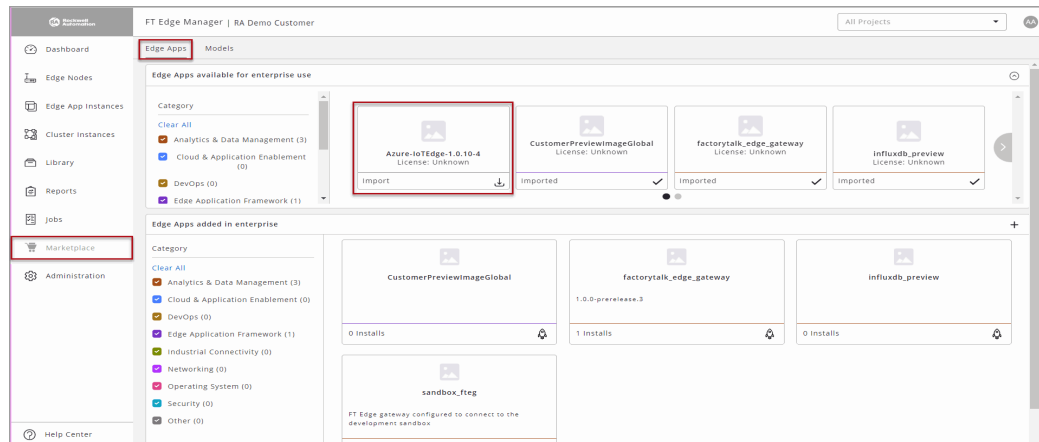 Rockwell
Automation
FT Edge Manager | RA Demo Customer
All Projects
AA
Dashboard
Edge Nodes
Edge App Instances
Cluster Instances
Library
Reports
Jobs
Marketplace
Administration
Help Center
Edge Apps
Models
Edge Apps available for enterprise use
Category
Clear All
Analytics & Data Management (3)
Cloud & Application Enablement
(0)
DevOps (0)
Edge Application Framework (1)
Azure-IoTEdge-1.0.10-4
License: Unknown
Import
CustomerPreviewImageGlobal
License: Unknown
Imported
factorytalk_edge_gateway
License: Unknown
Imported
influxdb_preview
License: Unknown
Imported
Edge Apps added in enterprise
Category
Clear All
Analytics & Data Management (3)
Cloud & Application Enablement (0)
DevOps (0)
Edge Application Framework (1)
Industrial Connectivity (0)
Networking (0)
Operating System (0)
Security (0)
Other (0)
CustomerPreviewImageGlobal
0 Installs
factorytalk_edge_gateway
1.0.0-prerelease.3
1 Installs
influxdb_preview
0 Installs
sandbox_fteg
FT Edge gateway configured to connect to the
development sandbox